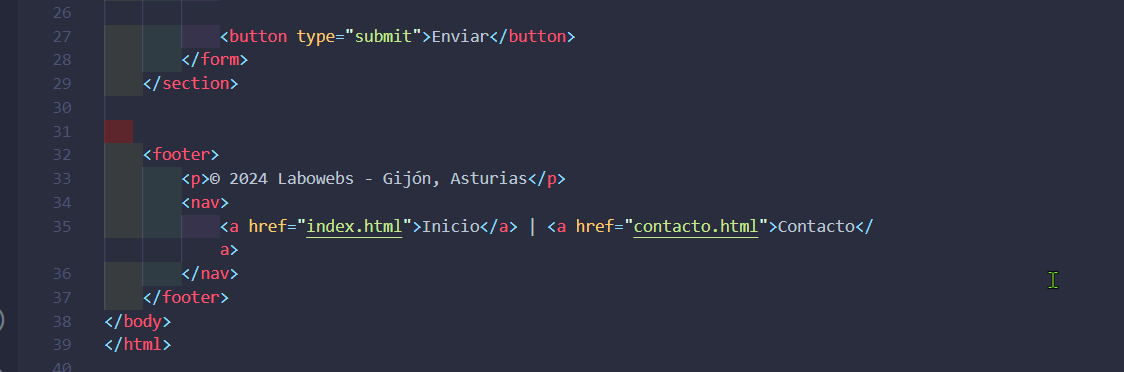 26
27 <button type="submit">Enviar</button>
28 </form>
29 </section>
30
31
32 <footer>
33 <p>© 2024 Labowebs - Gijón, Asturias</p>
34 <nav>
35 <a href="index.html">Inicio</a> | <a href="contacto.html">Contacto</
a>
36 </nav>
37 </footer>
38 </body>
39 </html>
40